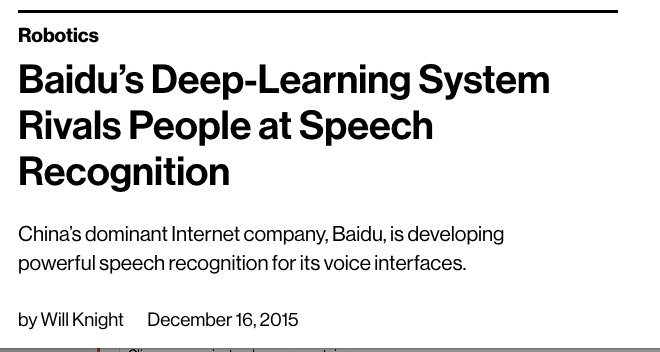 Robotics
Baidu’s Deep-Learning System
Rivals People at Speech
Recognition
China’s dominant Internet company, Baidu, is developing
powerful speech recognition for its voice interfaces.
by Will Knight December 16, 2015